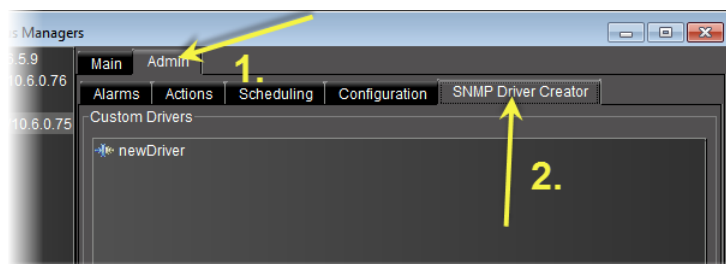 s Managers
5.5.9
10.6.0.76
/10.6.0.75
Main Admin
1.
Alarms Actions Scheduling Configuration SNMP Driver Creator
Custom Drivers
newDriver
2.